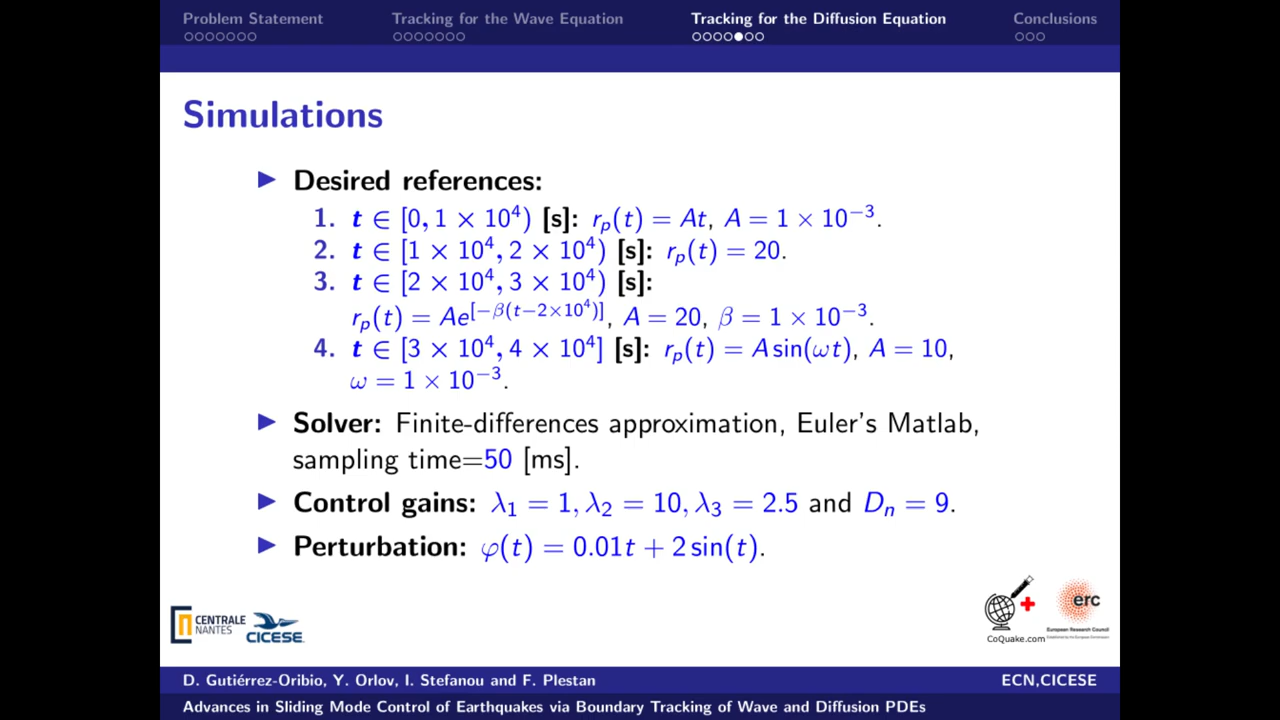 Problem Statement
Tracking for the Wave Equation
Tracking for the Diffusion Equation
Conclusions
Simulations
▶ Desired references:
1. t ∈ [0, 1 × 10⁴) [s]: rₚ(t) = At, A = 1 × 10⁻³.
2. t ∈ [1 × 10⁴, 2 × 10⁴) [s]: rₚ(t) = 20.
3. t ∈ [2 × 10⁴, 3 × 10⁴) [s]:
rₚ(t) = Ae^[−β(t−2×10⁴)], A = 20, β = 1 × 10⁻³.
4. t ∈ [3 × 10⁴, 4 × 10⁴] [s]: rₚ(t) = A sin(ωt), A = 10,
ω = 1 × 10⁻³.
▶ Solver: Finite-differences approximation, Euler's Matlab,
sampling time=50 [ms].
▶ Control gains: λ₁ = 1, λ₂ = 10, λ₃ = 2.5 and Dₙ = 9.
▶ Perturbation: φ(t) = 0.01t + 2 sin(t).
CENTRALE
NANTES
CICESE
CoQuake.com
erc
European Research Council
D. Gutiérrez-Oribio, Y. Orlov, I. Stefanou and F. Plestan
ECN,CICESE
Advances in Sliding Mode Control of Earthquakes via Boundary Tracking of Wave and Diffusion PDEs